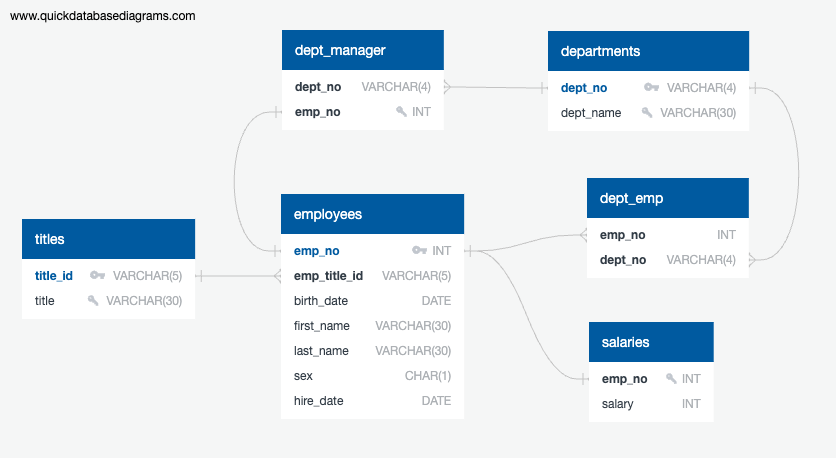 www.quickdatabasediagrams.com
dept_manager
dept_no VARCHAR(4)
emp_no INT
departments
dept_no VARCHAR(4)
dept_name VARCHAR(30)
titles
title_id VARCHAR(5)
title VARCHAR(30)
employees
emp_no INT
emp_title_id VARCHAR(5)
birth_date DATE
first_name VARCHAR(30)
last_name VARCHAR(30)
sex CHAR(1)
hire_date DATE
dept_emp
emp_no INT
dept_no VARCHAR(4)
salaries
emp_no INT
salary INT